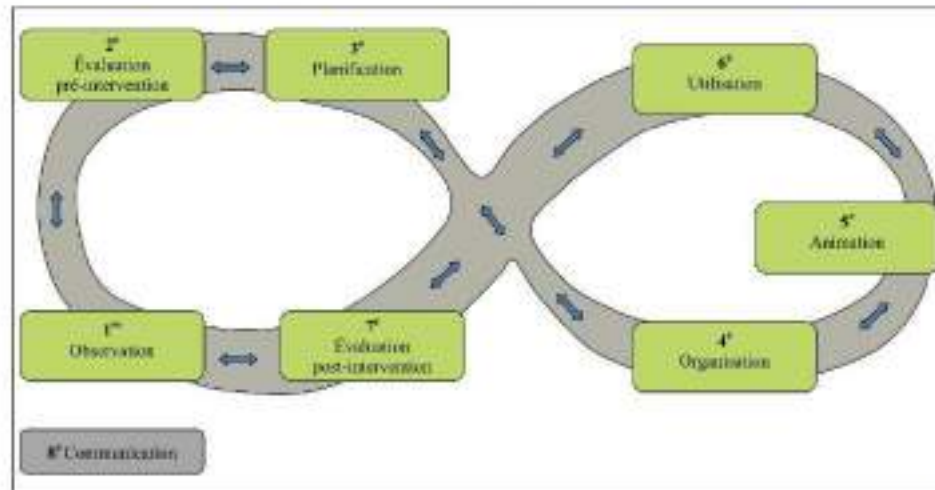 2e
Évaluation
pré-intervention
3e
Planification
6e
Utilisation
5e
Animation
1re
Observation
7e
Évaluation
post-intervention
4e
Organisation
8e Communication